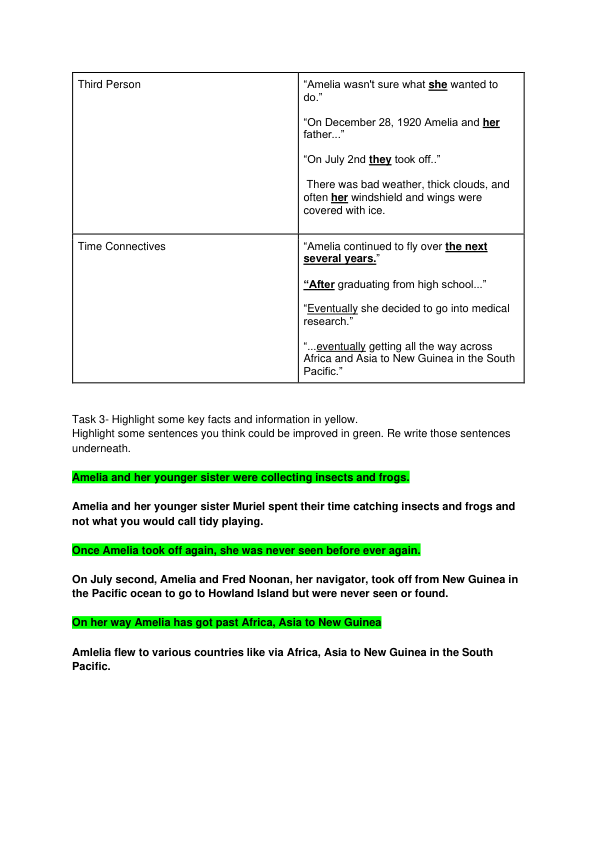 Third Person
“Amelia wasn't sure what she wanted to
do.”
“On December 28, 1920 Amelia and her
father...”
“On July 2nd they took off..”
There was bad weather, thick clouds, and
often her windshield and wings were
covered with ice.
Time Connectives
“Amelia continued to fly over the next
several years.”
“After graduating from high school...”
“Eventually she decided to go into medical
research.”
“...eventually getting all the way across
Africa and Asia to New Guinea in the South
Pacific.”
Task 3- Highlight some key facts and information in yellow.
Highlight some sentences you think could be improved in green. Re write those sentences
underneath.
Amelia and her younger sister were collecting insects and frogs.
Amelia and her younger sister Muriel spent their time catching insects and frogs and
not what you would call tidy playing.
Once Amelia took off again, she was never seen before ever again.
On July second, Amelia and Fred Noonan, her navigator, took off from New Guinea in
the Pacific ocean to go to Howland Island but were never seen or found.
On her way Amelia has got past Africa, Asia to New Guinea
Amlelia flew to various countries like via Africa, Asia to New Guinea in the South
Pacific.